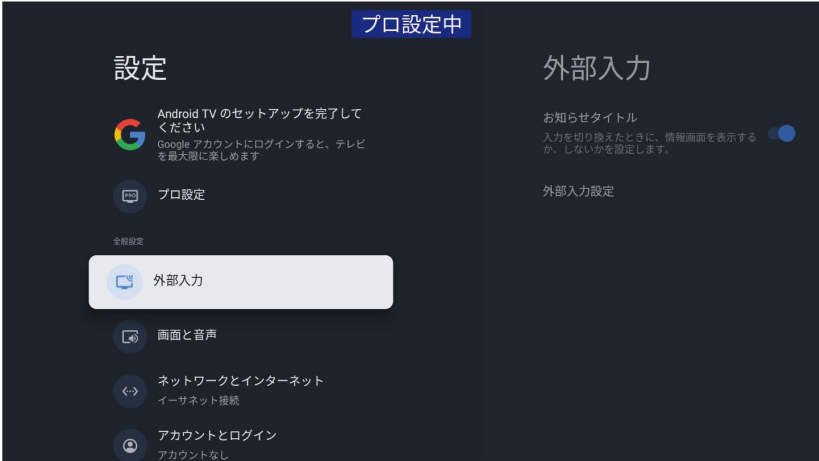 プロ設定中
設定
Android TV のセットアップを完了して
ください
Google アカウントにログインすると、テレビ
を最大限に楽しめます
PRO
プロ設定
全般設定
外部入力
画面と音声
ネットワークとインターネット
イーサネット接続
アカウントとログイン
アカウントなし
外部入力
お知らせタイトル
入力を切り換えたときに、情報画面を表示する
か、しないかを設定します。
外部入力設定